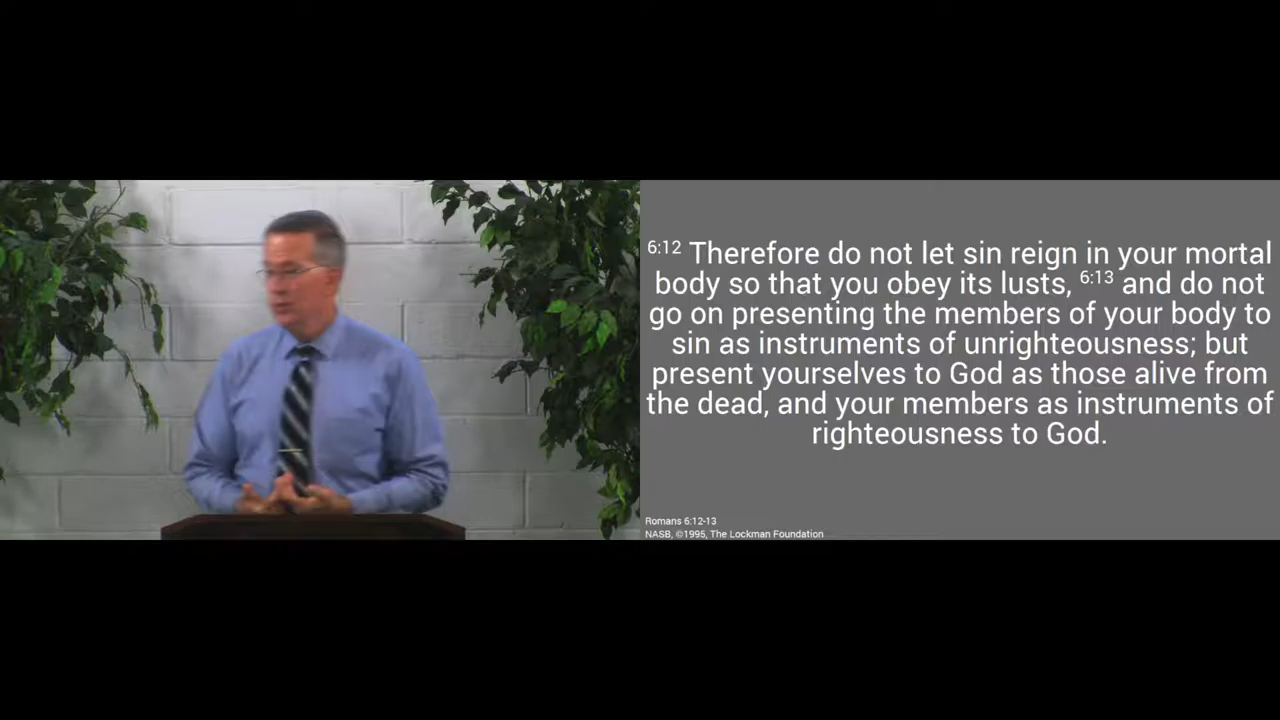 6:12 Therefore do not let sin reign in your mortal
body so that you obey its lusts, 6:13 and do not
go on presenting the members of your body to
sin as instruments of unrighteousness; but
present yourselves to God as those alive from
the dead, and your members as instruments of
righteousness to God.
Romans 6:12-13
NASB, ©1995, The Lockman Foundation